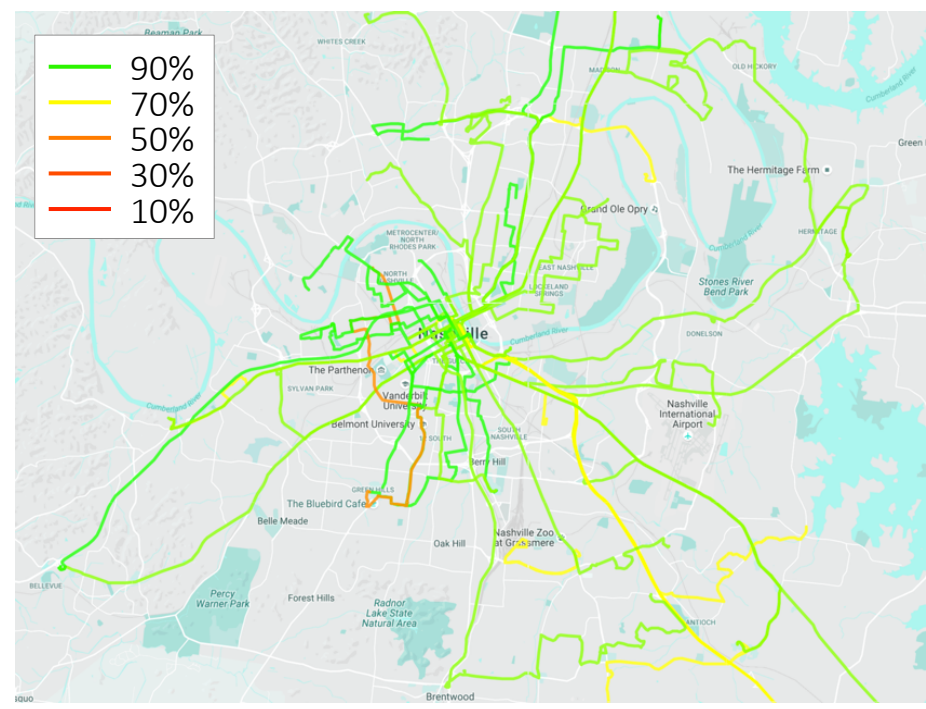 Beaman Park
WHITES CREEK
90%
70%
50%
30%
10%
MADISON
OLD HICKORY
Cumberland River
Green
The Hermitage Farm
Grand Ole Opry
Cumberland River
HERMITAGE
METROCENTER/
NORTH
RHODES PARK
EAST NASHVILLE
NORTH
NASHVILLE
LOCKELAND
SPRINGS
Stones River
Bend Park
Nashville
Cumberland River
DONELSON
The Parthenon
SYLVAN PARK
Vanderbilt
University
Cumberland River
Nashville
International
Airport
Belmont University
SOUTH
NASHVILLE
SOUTH
Berry Hill
GREEN HILLS
The Bluebird Cafe
Belle Meade
Nashville Zoo
at Grassmere
Oak Hill
BELLEVUE
Percy
Warner Park
Forest Hills
Radnor
Lake State
Natural Area
ANTIOCH
Brentwood